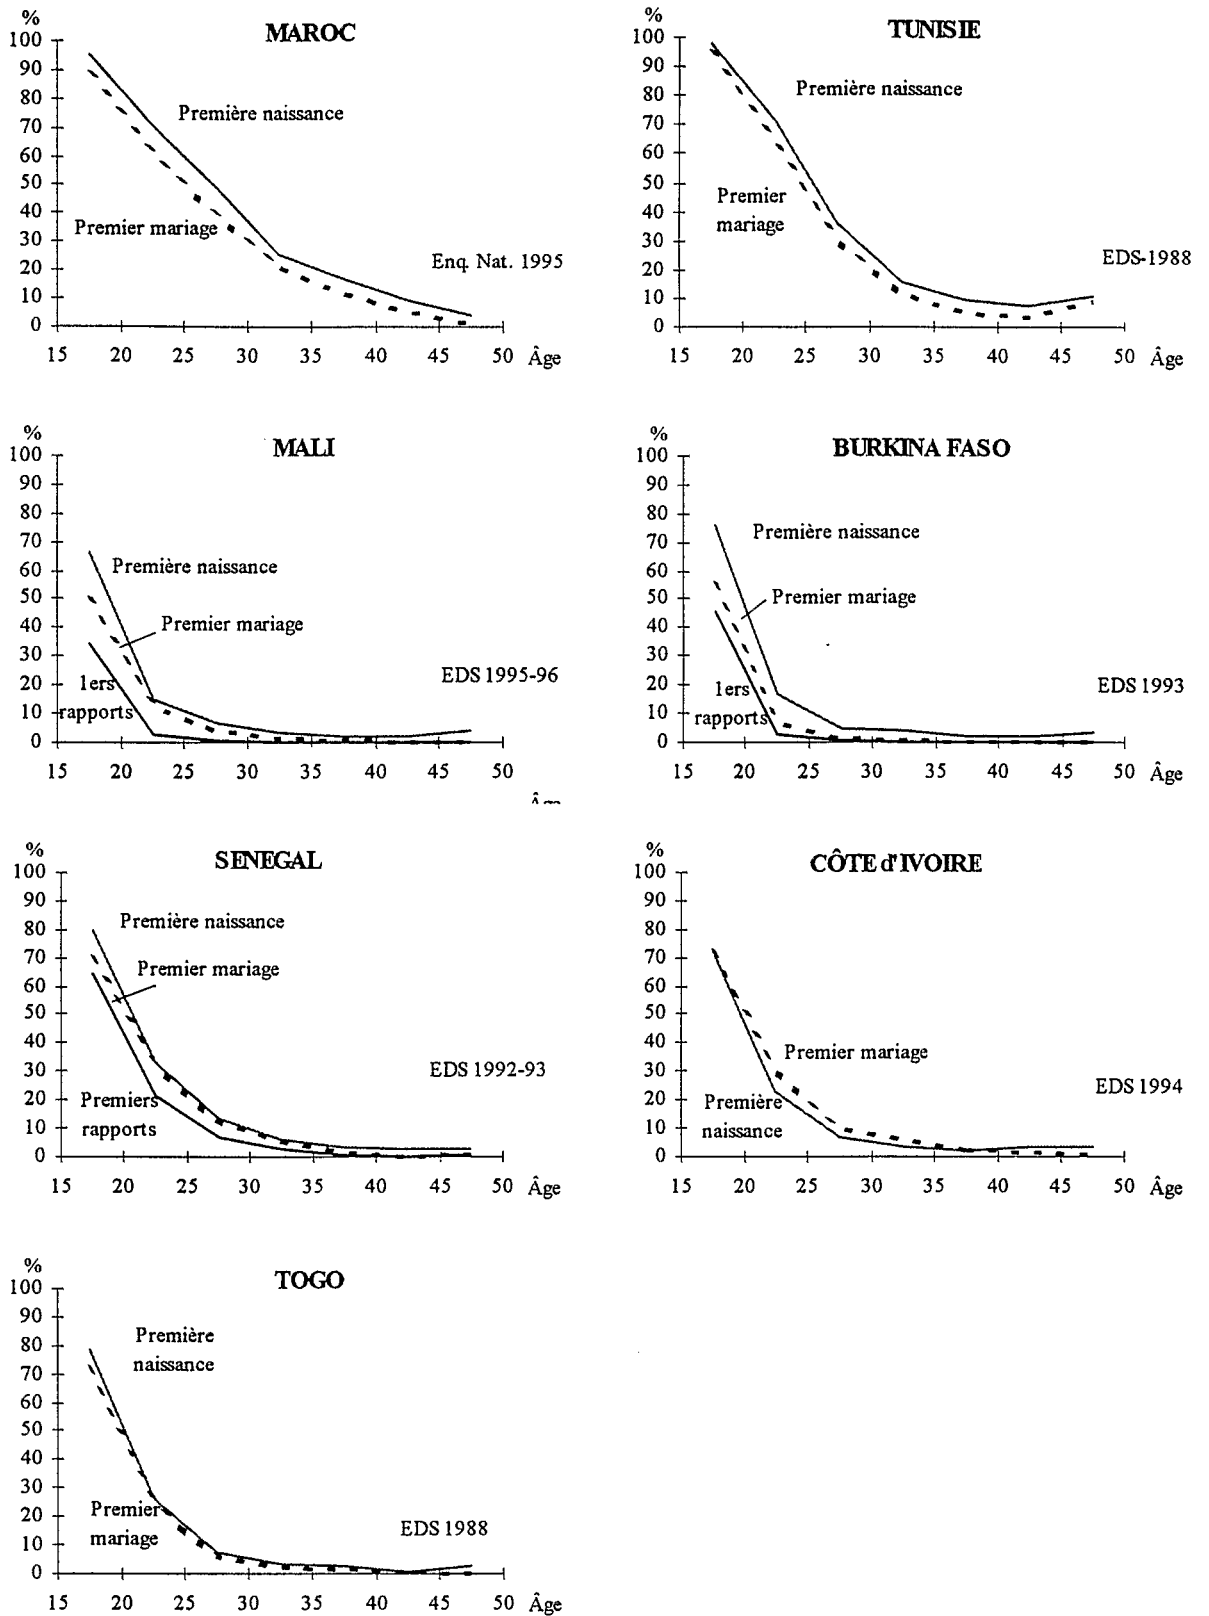 %
MAROC
100
90
80
70
60
50
40
30
20
10
0
Première naissance
Premier mariage
Enq. Nat. 1995
15 20 25 30 35 40 45 50 Âge
%
TUNISIE
100
90
80
70
60
50
40
30
20
10
0
Première naissance
Premier
mariage
EDS-1988
15 20 25 30 35 40 45 50 Âge
%
MALI
100
90
80
70
60
50
40
30
20
10
0
Première naissance
Premier mariage
1ers
rapports
EDS 1995-96
15 20 25 30 35 40 45 50 Âge
Âge
%
BURKINA FASO
100
90
80
70
60
50
40
30
20
10
0
Première naissance
Premier mariage
1ers
rapports
EDS 1993
15 20 25 30 35 40 45 50 Âge
%
SENEGAL
100
90
80
70
60
50
40
30
20
10
0
Première naissance
Premier mariage
Premiers
rapports
EDS 1992-93
15 20 25 30 35 40 45 50 Âge
%
CÔTE d'IVOIRE
100
90
80
70
60
50
40
30
20
10
0
Premier mariage
Première
naissance
EDS 1994
15 20 25 30 35 40 45 50 Âge
%
TOGO
100
90
80
70
60
50
40
30
20
10
0
Première
naissance
Premier
mariage
EDS 1988
15 20 25 30 35 40 45 50 Âge